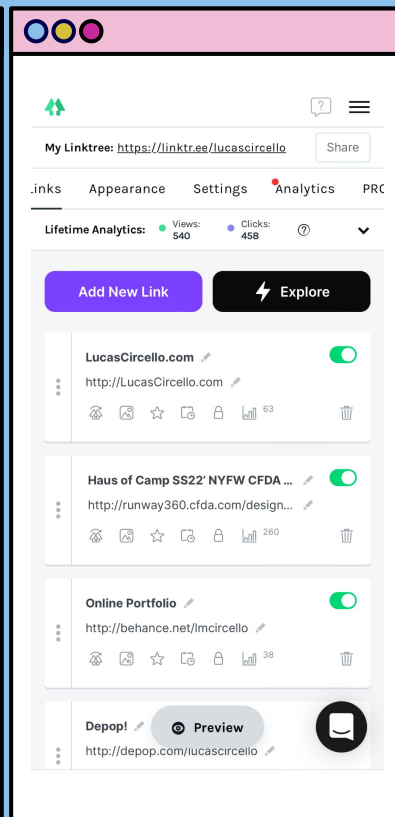 ?
My Linktree: https://linktr.ee/lucascircello Share
inks Appearance Settings Analytics PRO
Lifetime Analytics: Views: 540 Clicks: 458 ?
Add New Link Explore
LucasCircello.com
http://LucasCircello.com
63
Haus of Camp SS22' NYFW CFDA ...
http://runway360.cfda.com/design...
260
Online Portfolio
http://behance.net/lmcircello
38
Depop! Preview
http://depop.com/lucascircello